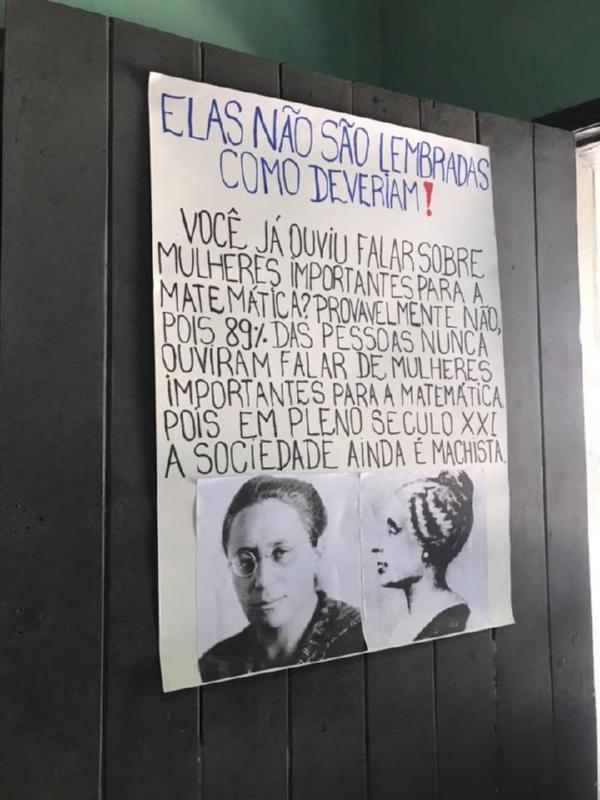 ELAS NÃO SÃO LEMBRADAS
COMO DEVERIAM!
VOCÊ JÁ OUVIU FALAR SOBRE
MULHERES IMPORTANTES PARA A
MATEMÁTICA? PROVAVELMENTE NÃO,
POIS 89% DAS PESSOAS NUNCA
OUVIRAM FALAR DE MULHERES
IMPORTANTES PARA A MATEMÁTICA.
POIS EM PLENO SECULO XXI
A SOCIEDADE AINDA É MACHISTA.